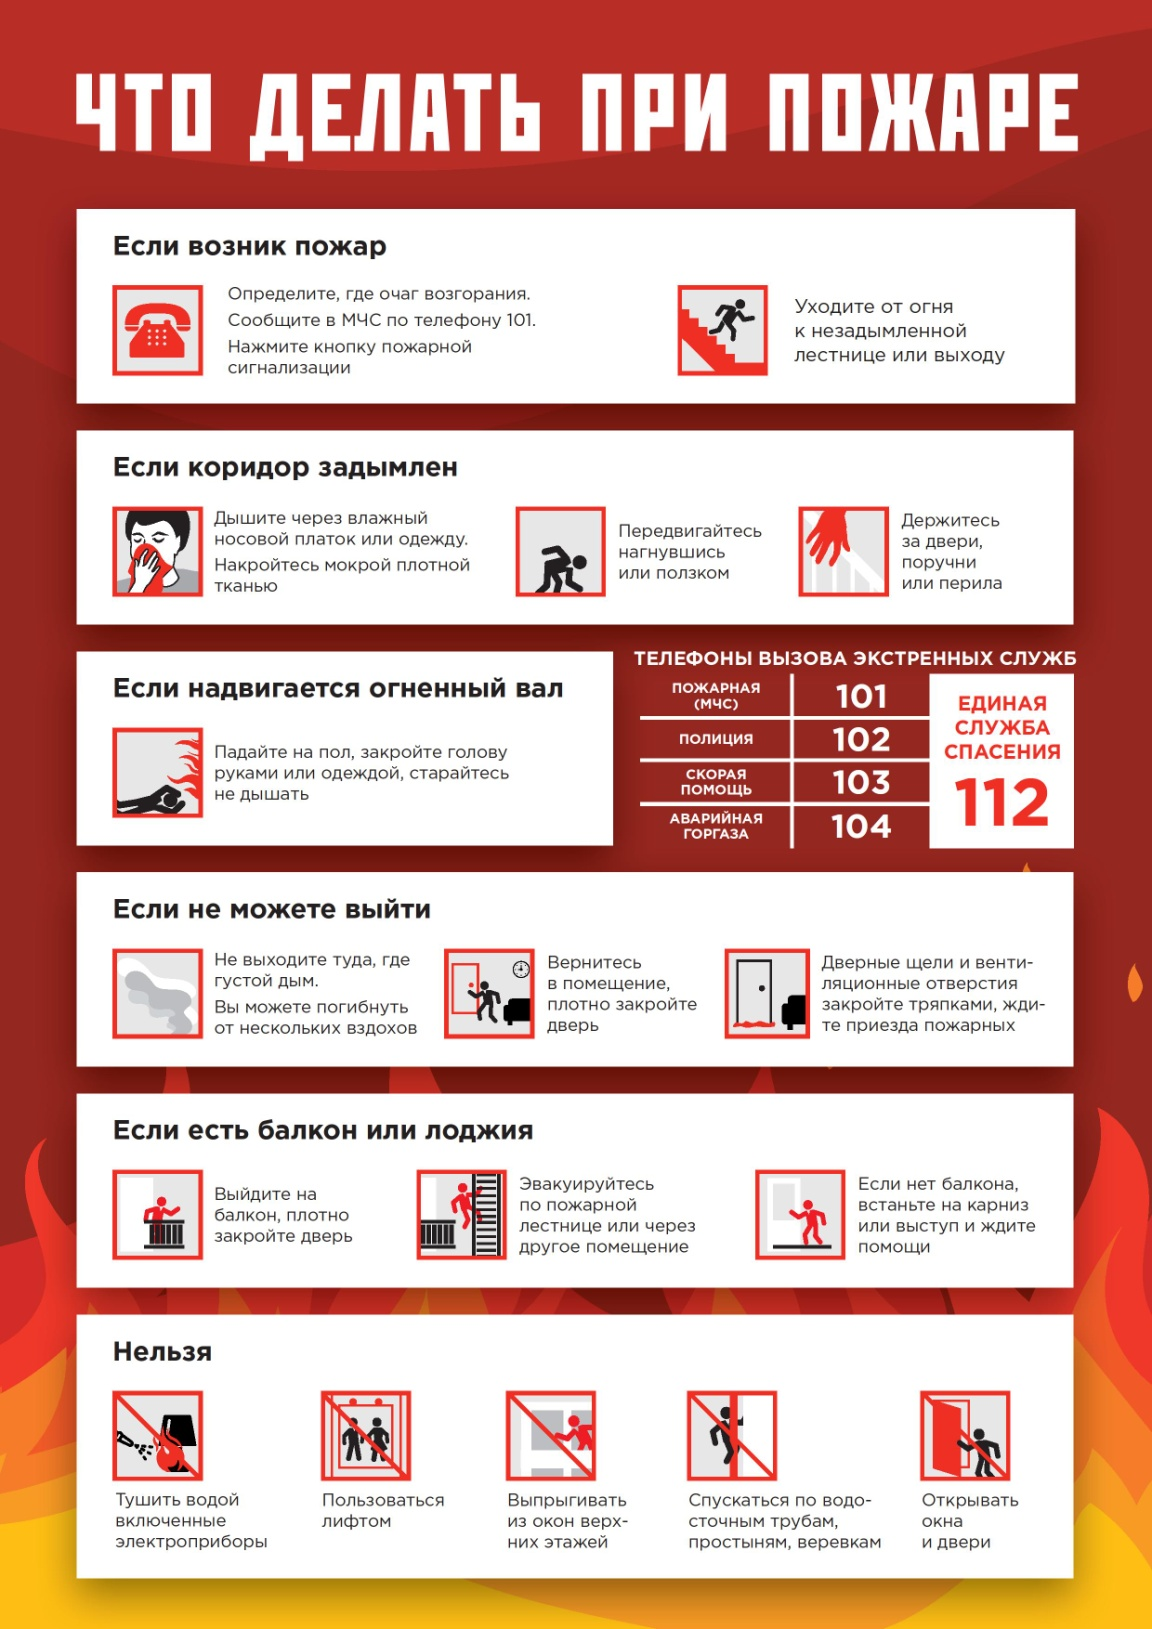 ЧТО ДЕЛАТЬ ПРИ ПОЖАРЕ
Если возник пожар
Определите, где очаг возгорания.
Сообщите в МЧС по телефону 101.
Нажмите кнопку пожарной
сигнализации
Уходите от огня
к незадымленной
лестнице или выходу
Если коридор задымлен
Дышите через влажный
носовой платок или одежду.
Накройтесь мокрой плотной
тканью
Передвигайтесь
нагнувшись
или ползком
Держитесь
за двери,
поручни
или перила
Если надвигается огненный вал
Падайте на пол, закройте голову
руками или одеждой, старайтесь
не дышать
ТЕЛЕФОНЫ ВЫЗОВА ЭКСТРЕННЫХ СЛУЖБ
ПОЖАРНАЯ
(МЧС)
101
ПОЛИЦИЯ
102
СКОРАЯ
ПОМОЩЬ
103
АВАРИЙНАЯ
ГОРГАЗА
104
ЕДИНАЯ
СЛУЖБА
СПАСЕНИЯ
112
Если не можете выйти
Не выходите туда, где
густой дым.
Вы можете погибнуть
от нескольких вздохов
Вернитесь
в помещение,
плотно закройте
дверь
Дверные щели и венти-
ляционные отверстия
закройте тряпками, жди-
те приезда пожарных
Если есть балкон или лоджия
Выйдите на
балкон, плотно
закройте дверь
Эвакуируйтесь
по пожарной
лестнице или через
другое помещение
Если нет балкона,
встаньте на карниз
или выступ и ждите
помощи
Нельзя
Тушить водой
включенные
электроприборы
Пользоваться
лифтом
Выпрыгивать
из окон верх-
них этажей
Спускаться по водо-
сточным трубам,
простыням, веревкам
Открывать
окна
и двери